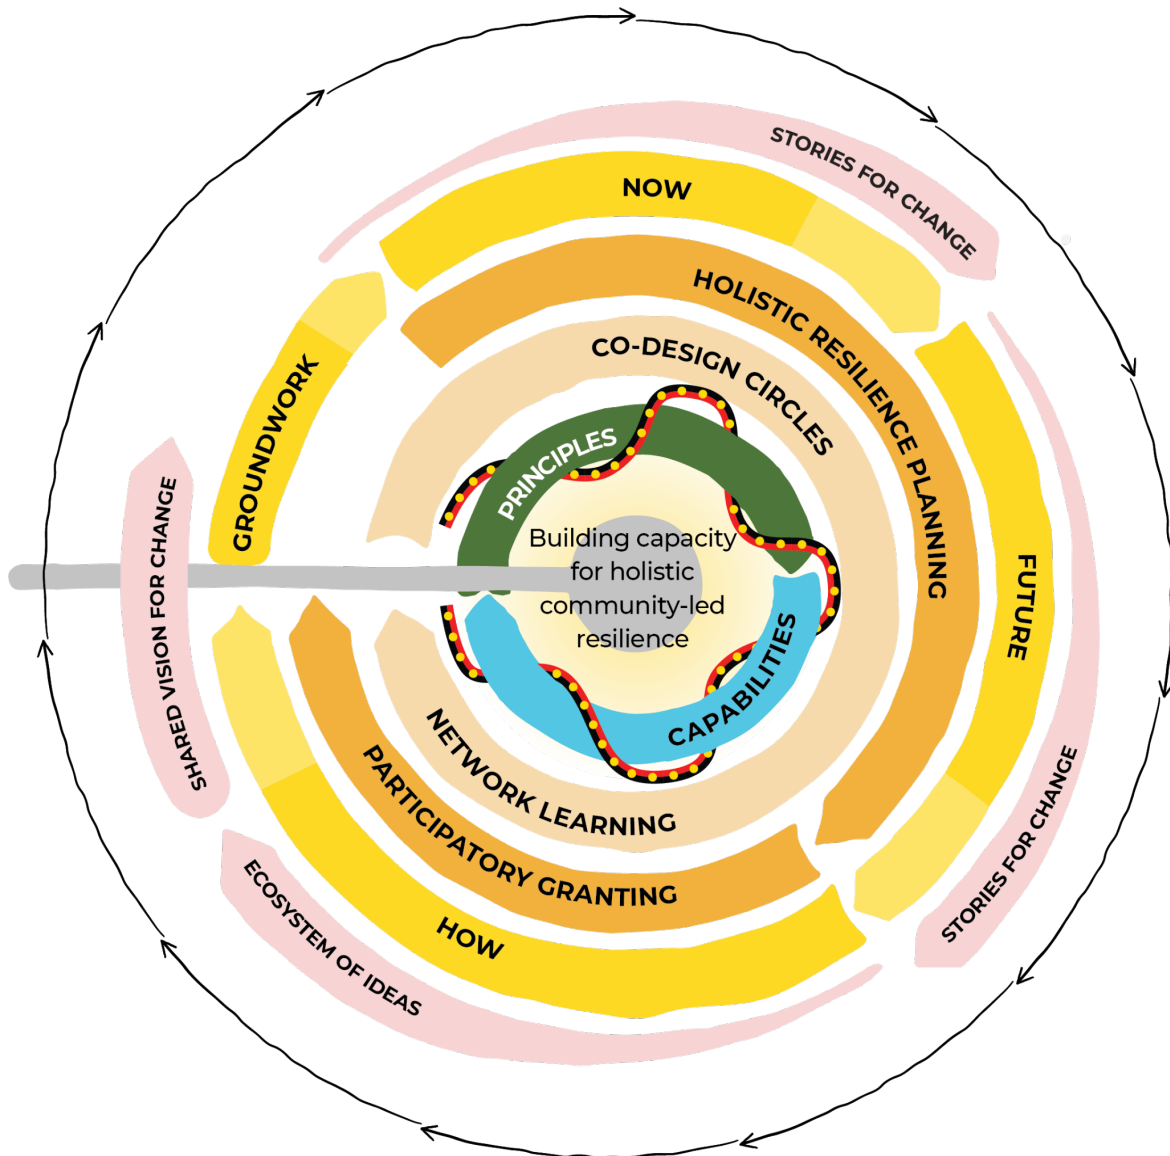 STORIES FOR CHANGE
NOW
HOLISTIC RESILIENCE PLANNING
CO-DESIGN CIRCLES
GROUNDWORK
PRINCIPLES
Building capacity
for holistic
community-led
resilience
SHARED VISION FOR CHANGE
FUTURE
CAPABILITIES
NETWORK LEARNING
PARTICIPATORY GRANTING
HOW
ECOSYSTEM OF IDEAS
STORIES FOR CHANGE